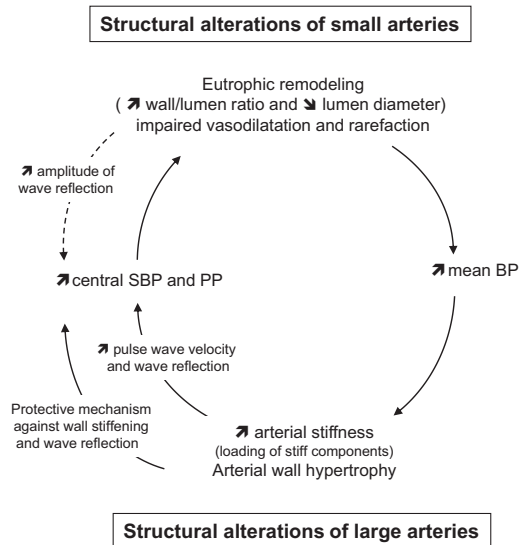 Structural alterations of small arteries
Eutrophic remodeling
( ↗ wall/lumen ratio and ↘ lumen diameter)
impaired vasodilatation and rarefaction
↗ amplitude of
wave reflection
↗ central SBP and PP
↗ mean BP
↗ pulse wave velocity
and wave reflection
Protective mechanism
against wall stiffening
and wave reflection
↗ arterial stiffness
(loading of stiff components)
Arterial wall hypertrophy
Structural alterations of large arteries